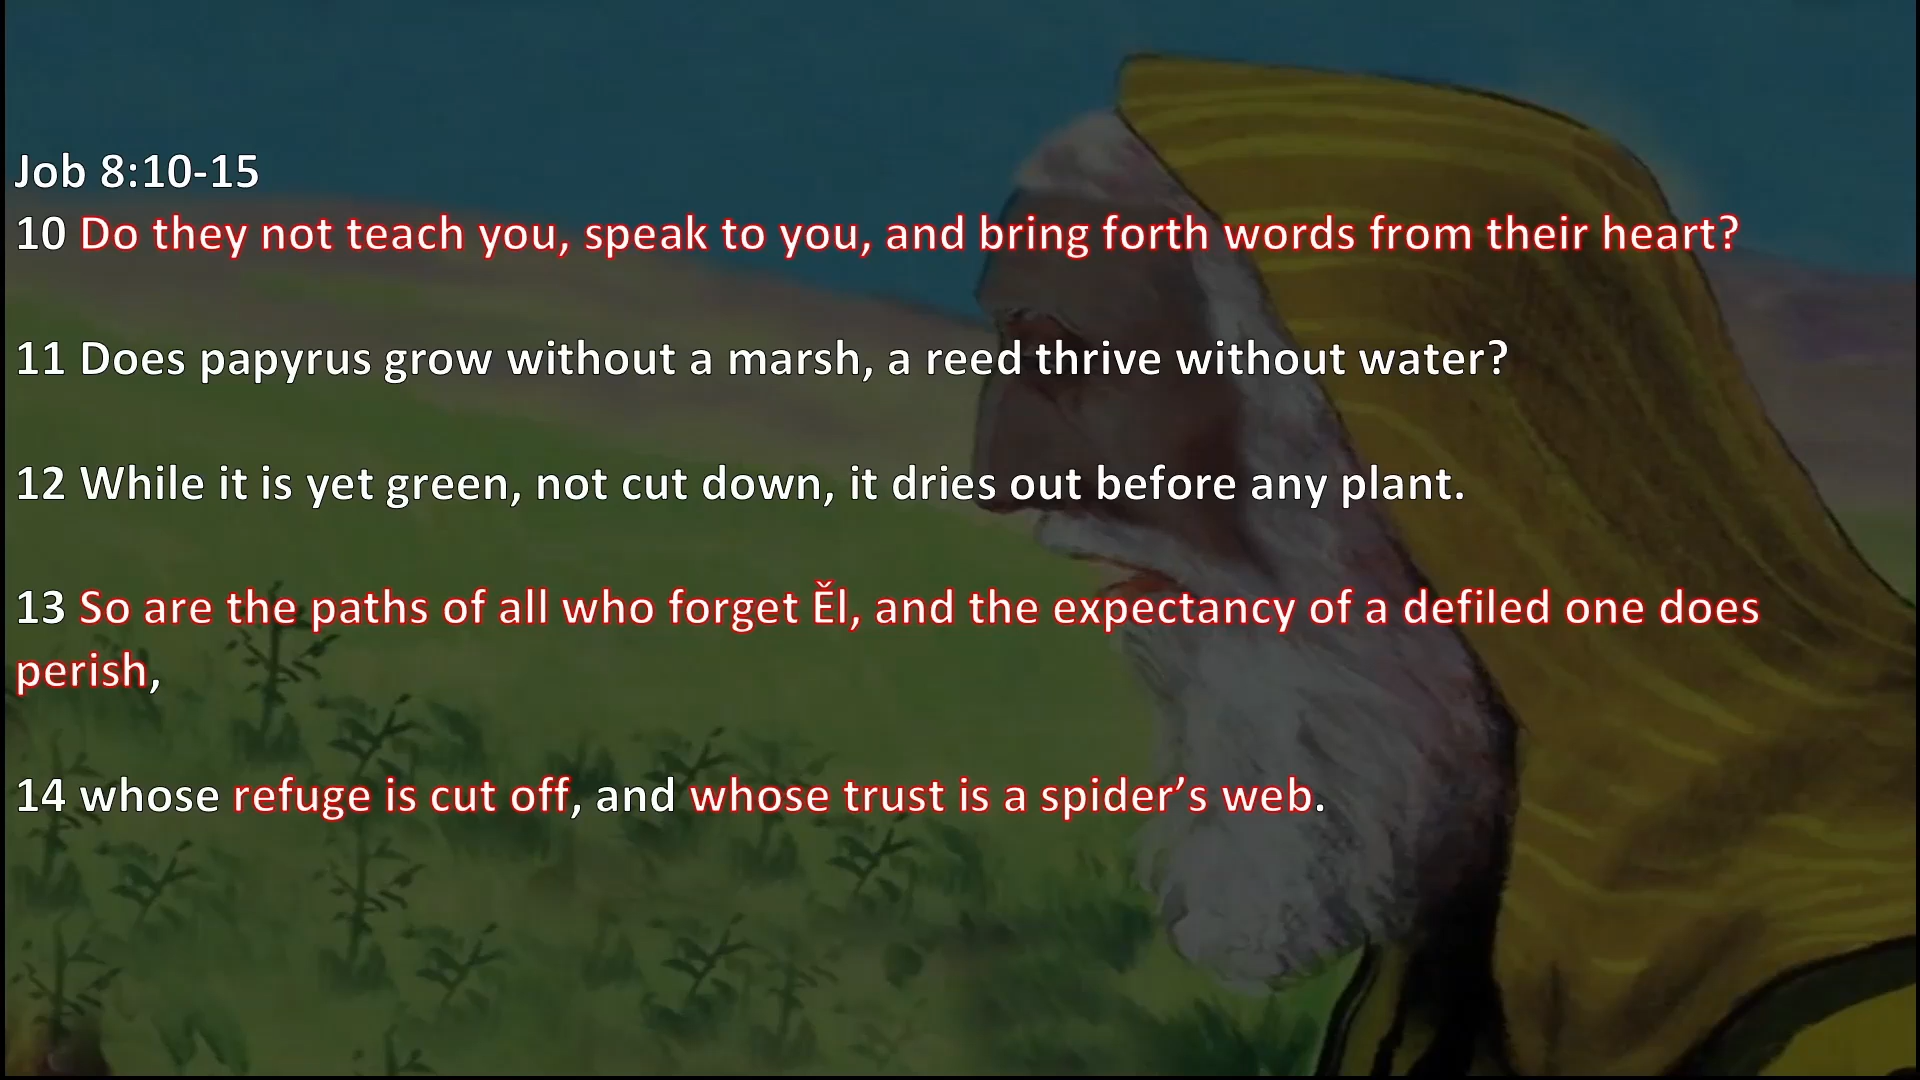 Job 8:10-15
10 Do they not teach you, speak to you, and bring forth words from their heart?
11 Does papyrus grow without a marsh, a reed thrive without water?
12 While it is yet green, not cut down, it dries out before any plant.
13 So are the paths of all who forget Ěl, and the expectancy of a defiled one does
perish,
14 whose refuge is cut off, and whose trust is a spider’s web.